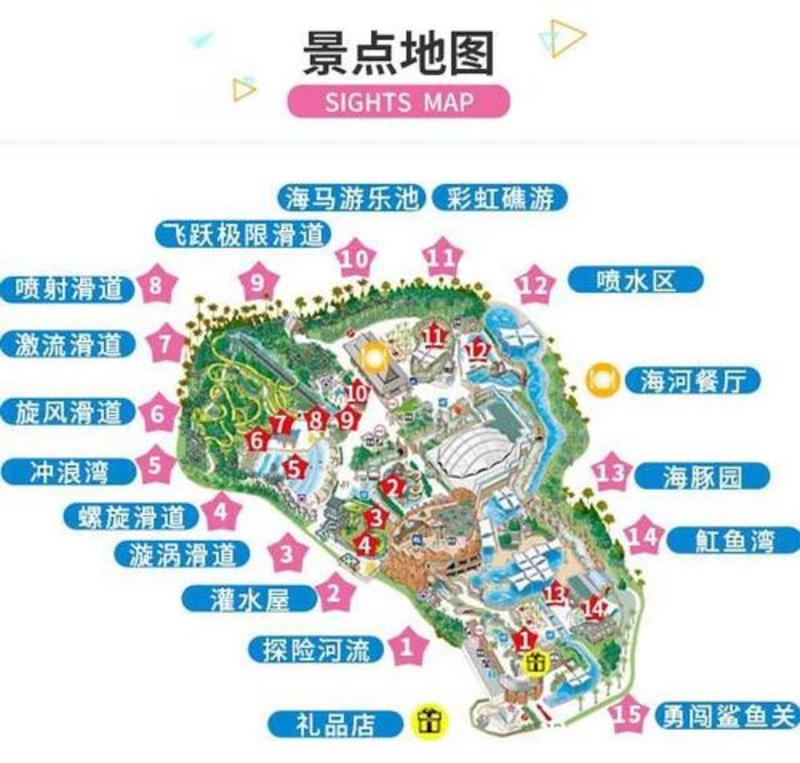 景点地图
SIGHTS MAP
海马游乐池 彩虹礁游
飞跃极限滑道 10 11
喷射滑道 8 9 12 喷水区
激流滑道 7
海河餐厅
旋风滑道 6
冲浪湾 5
13 海豚园
螺旋滑道 4
14 魟鱼湾
漩涡滑道 3
灌水屋 2
探险河流 1
礼品店
15 勇闯鲨鱼关
11
12
10
7 8 9
6
5
2
3
4
13
14
1